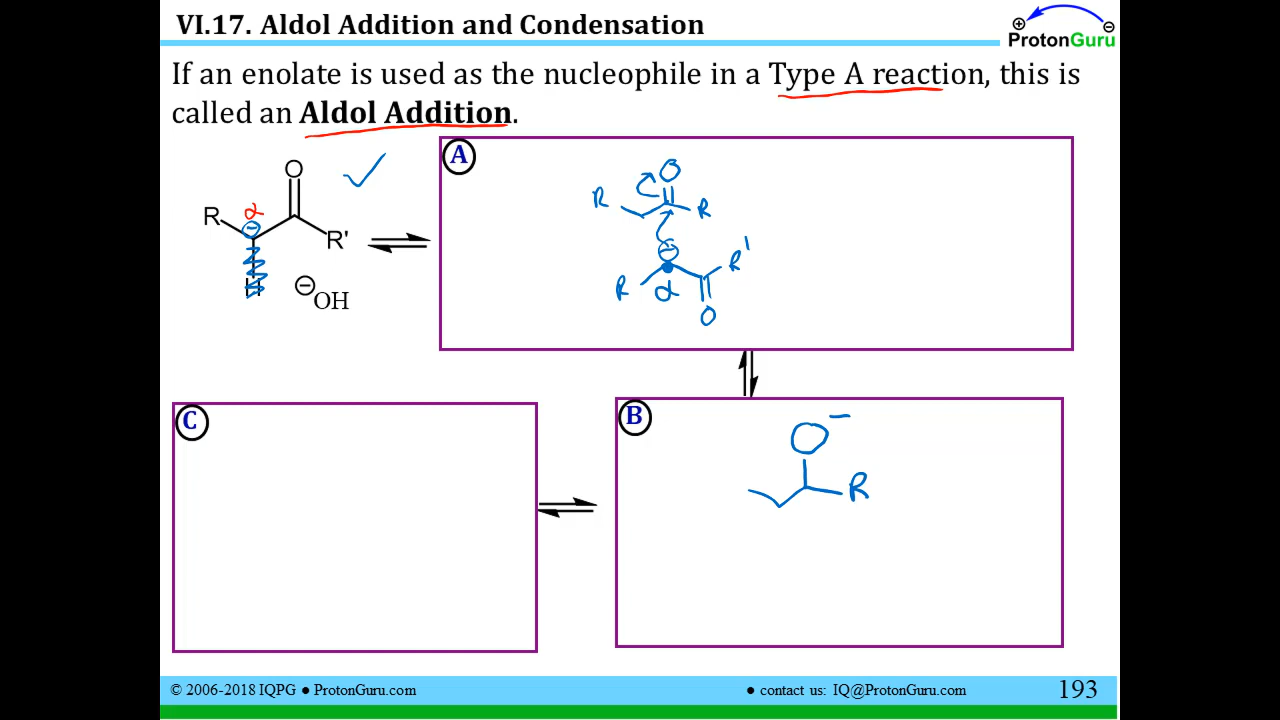 VI.17. Aldol Addition and Condensation
⊕ ⊖
ProtonGuru
If an enolate is used as the nucleophile in a Type A reaction, this is
called an Aldol Addition.
O
R α ⊖ R'
H ⊖OH
A
O
R R
⊖
R α R'
O
C
B
O−
R
© 2006-2018 IQPG ● ProtonGuru.com ● contact us: IQ@ProtonGuru.com 193